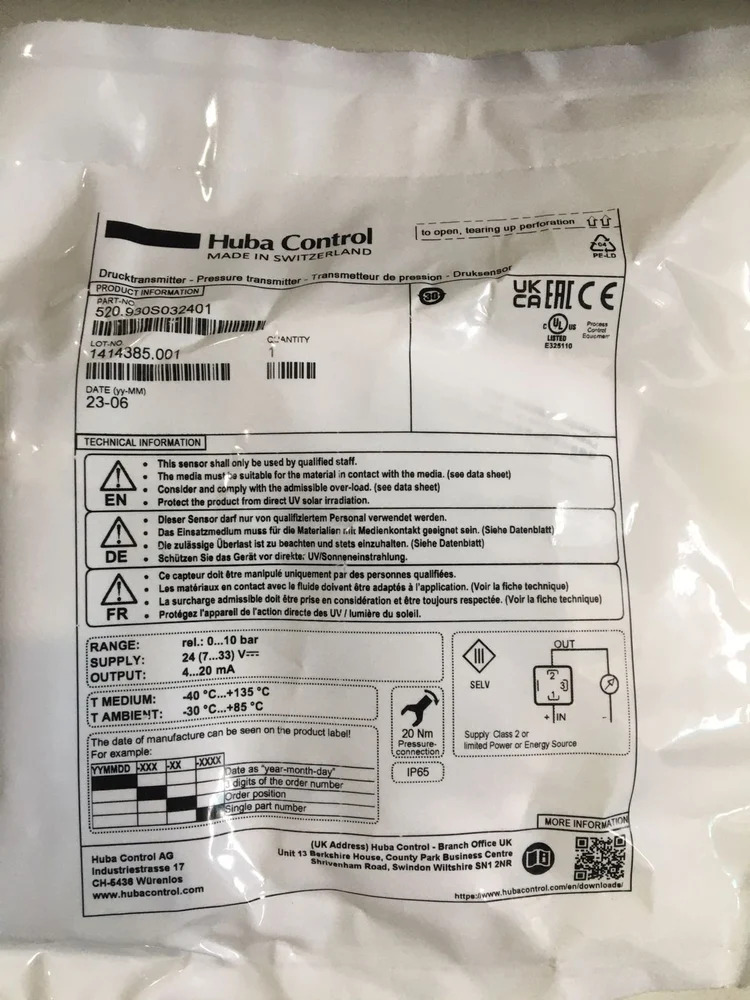 Huba Control
MADE IN SWITZERLAND
to open, tearing up perforation
04
PE-LD
Drucktransmitter - Pressure transmitter - Transmetteur de pression - Druksensor
PRODUCT INFORMATION
PART-NO.
520.930S032401
30
UK CA EAC CE
C UL US
LISTED
E325110
Process
Control
Equipment
LOT-NO.
1414385.001
QUANTITY
1
DATE (yy-MM)
23-06
TECHNICAL INFORMATION
EN
• This sensor shall only be used by qualified staff.
• The media must be suitable for the material in contact with the media. (see data sheet)
• Consider and comply with the admissible over-load. (see data sheet)
• Protect the product from direct UV solar irradiation.
DE
• Dieser Sensor darf nur von qualifiziertem Personal verwendet werden.
• Das Einsatzmedium muss für die Materialien mit Medienkontakt geeignet sein. (Siehe Datenblatt)
• Die zulässige Überlast ist zu beachten und stets einzuhalten. (Siehe Datenblatt)
• Schützen Sie das Gerät vor direkter UV/Sonneneinstrahlung.
FR
• Ce capteur doit être manipulé uniquement par des personnes qualifiées.
• Les matériaux en contact avec le fluide doivent être adaptés à l'application. (Voir la fiche technique)
• La surcharge admissible doit être prise en considération et être toujours respectée. (Voir la fiche technique)
• Protégez l'appareil de l'action directe des UV / lumière du soleil.
RANGE: rel.: 0...10 bar
SUPPLY: 24 (7...33) V
OUTPUT: 4...20 mA
T MEDIUM: -40 °C...+135 °C
T AMBIENT: -30 °C...+85 °C
The date of manufacture can be seen on the product label!
For example:
YYMMDD -XXX -XX -XXXX
Date as "year-month-day"
digits of the order number
Order position
Single part number
20 Nm
Pressure-
connection
IP65
III
SELV
OUT
2
3
1
+ IN -
Supply Class 2 or
limited Power or Energy Source
MORE INFORMATION
Huba Control AG
Industriestrasse 17
CH-5436 Würenlos
www.hubacontrol.com
(UK Address) Huba Control - Branch Office UK
Unit 13 Berkshire House, County Park Business Centre
Shrivenham Road, Swindon Wiltshire SN1 2NR
https://www.hubacontrol.com/en/downloads/